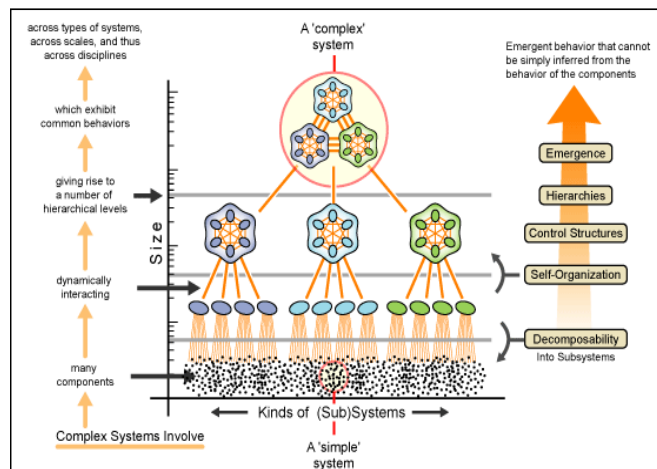 across types of systems,
across scales, and thus
across disciplines
which exhibit
common behaviors
giving rise to
a number of
hierarchical levels
dynamically
interacting
many
components
Complex Systems Involve
Size
A 'complex'
system
Kinds of (Sub)Systems
A 'simple'
system
Emergent behavior that cannot
be simply inferred from the
behavior of the components
Emergence
Hierarchies
Control Structures
Self-Organization
Decomposability
Into Subsystems